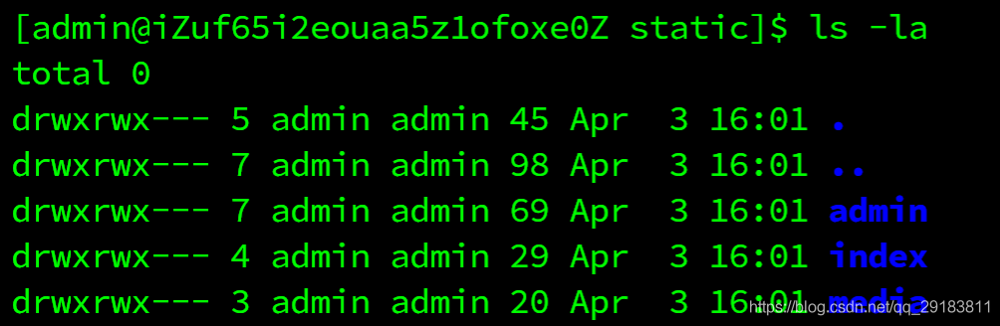 [admin@iZuf65i2eouaa5z1ofoxe0Z static]$ ls -la
total 0
drwxrwx--- 5 admin admin 45 Apr  3 16:01 .
drwxrwx--- 7 admin admin 98 Apr  3 16:01 ..
drwxrwx--- 7 admin admin 69 Apr  3 16:01 admin
drwxrwx--- 4 admin admin 29 Apr  3 16:01 index
drwxrwx--- 3 admin admin 20 Apr  3 16:01 media
https://blog.csdn.net/qq_29183811